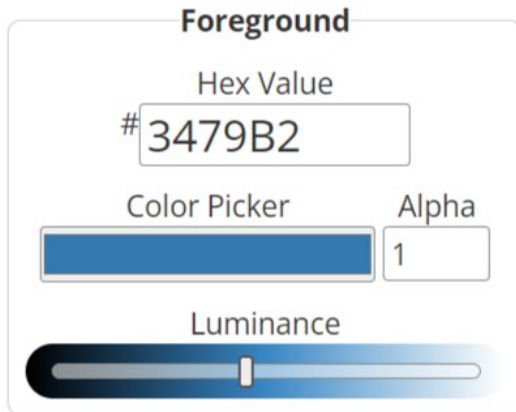 Foreground
Hex Value
#3479B2
Color Picker Alpha
1
Luminance